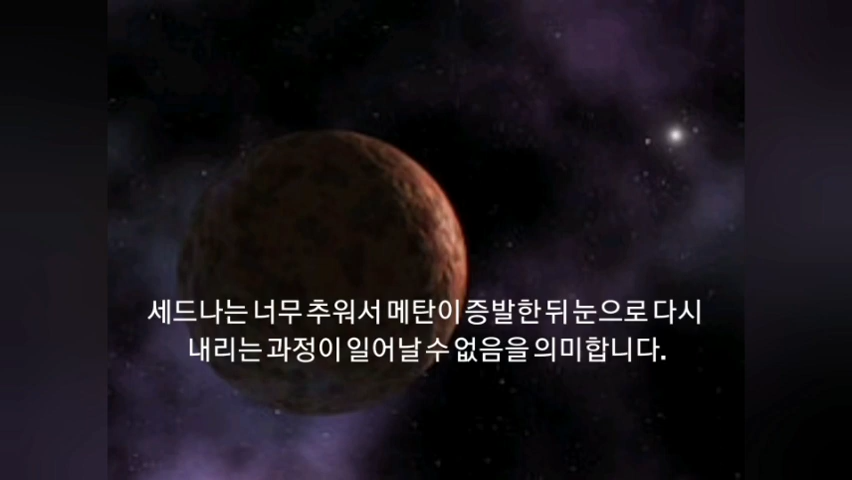 세드나는 너무 추워서 메탄이 증발한 뒤 눈으로 다시
내리는 과정이 일어날 수 없음을 의미합니다.